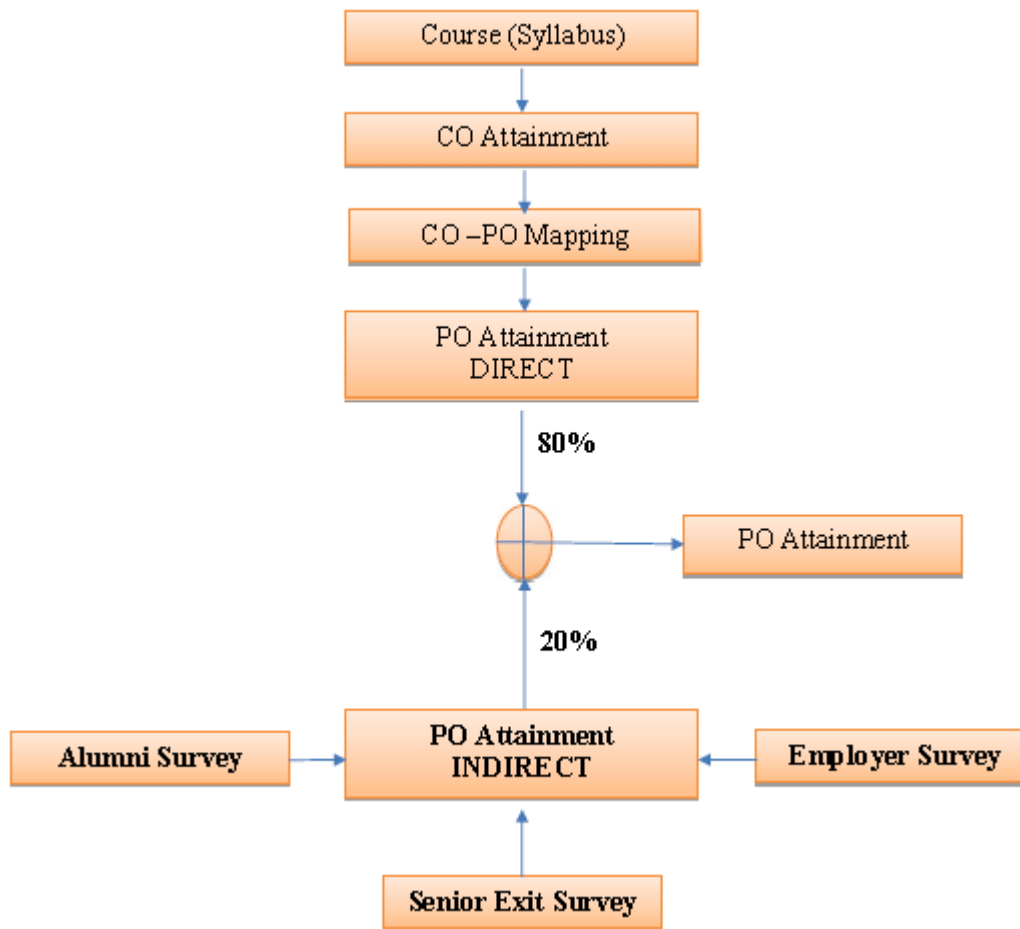 Course (Syllabus)
CO Attainment
CO –PO Mapping
PO Attainment
DIRECT
80%
PO Attainment
20%
PO Attainment
INDIRECT
Alumni Survey
Employer Survey
Senior Exit Survey